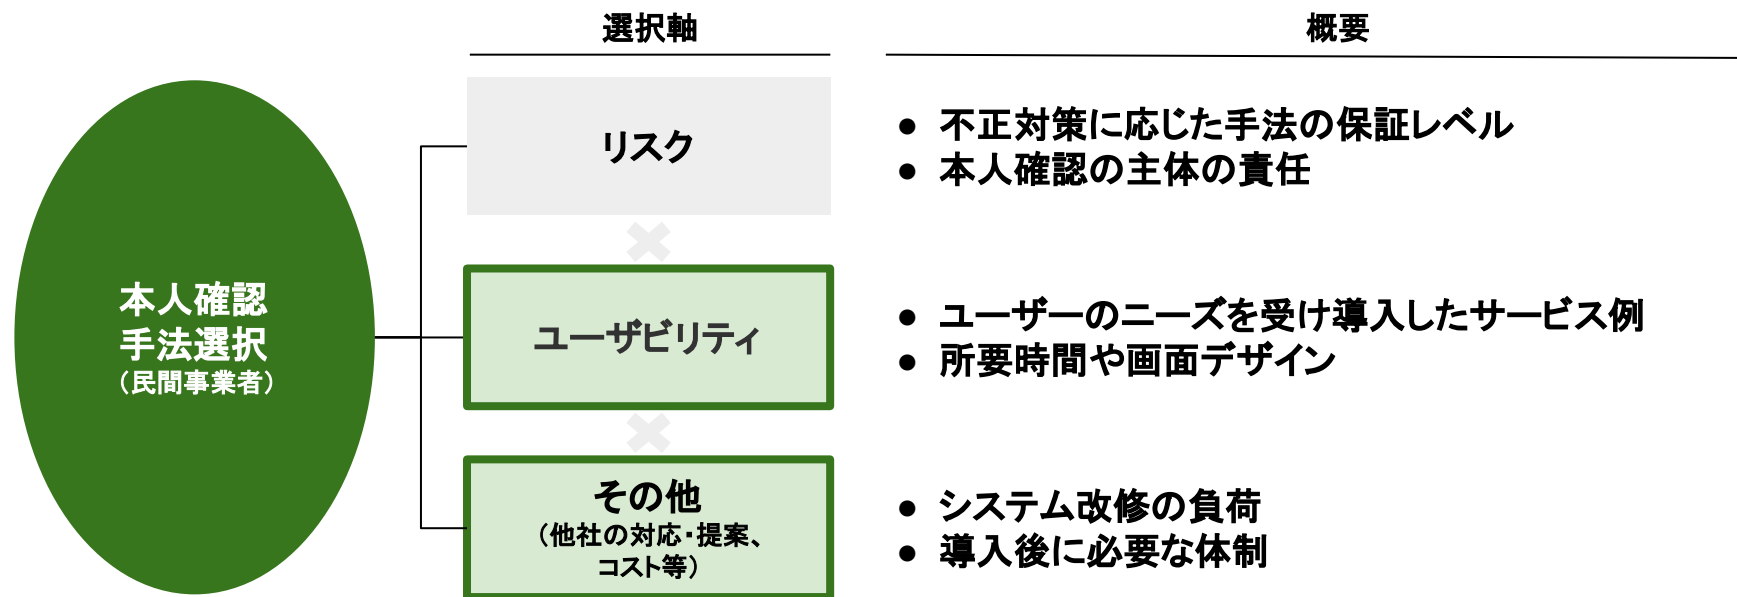 選択軸
概要
本人確認
手法選択
（民間事業者）
リスク
● 不正対策に応じた手法の保証レベル
● 本人確認の主体の責任
ユーザビリティ
● ユーザーのニーズを受け導入したサービス例
● 所要時間や画面デザイン
その他
（他社の対応・提案、
コスト等）
● システム改修の負荷
● 導入後に必要な体制